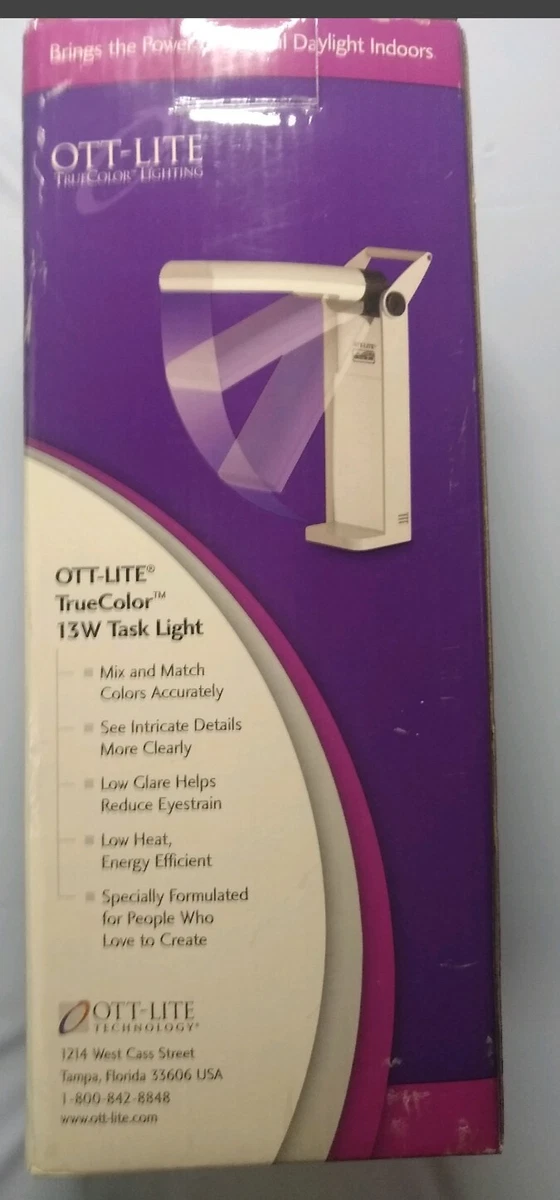 Brings the Power Daylight Indoors
OTT-LITE
TRUECOLOR™ LIGHTING
OTT-LITE®
TrueColor™
13W Task Light
Mix and Match
Colors Accurately
See Intricate Details
More Clearly
Low Glare Helps
Reduce Eyestrain
Low Heat,
Energy Efficient
Specially Formulated
for People Who
Love to Create
OTT-LITE
TECHNOLOGY®
1214 West Cass Street
Tampa, Florida 33606 USA
1-800-842-8848
www.ott-lite.com